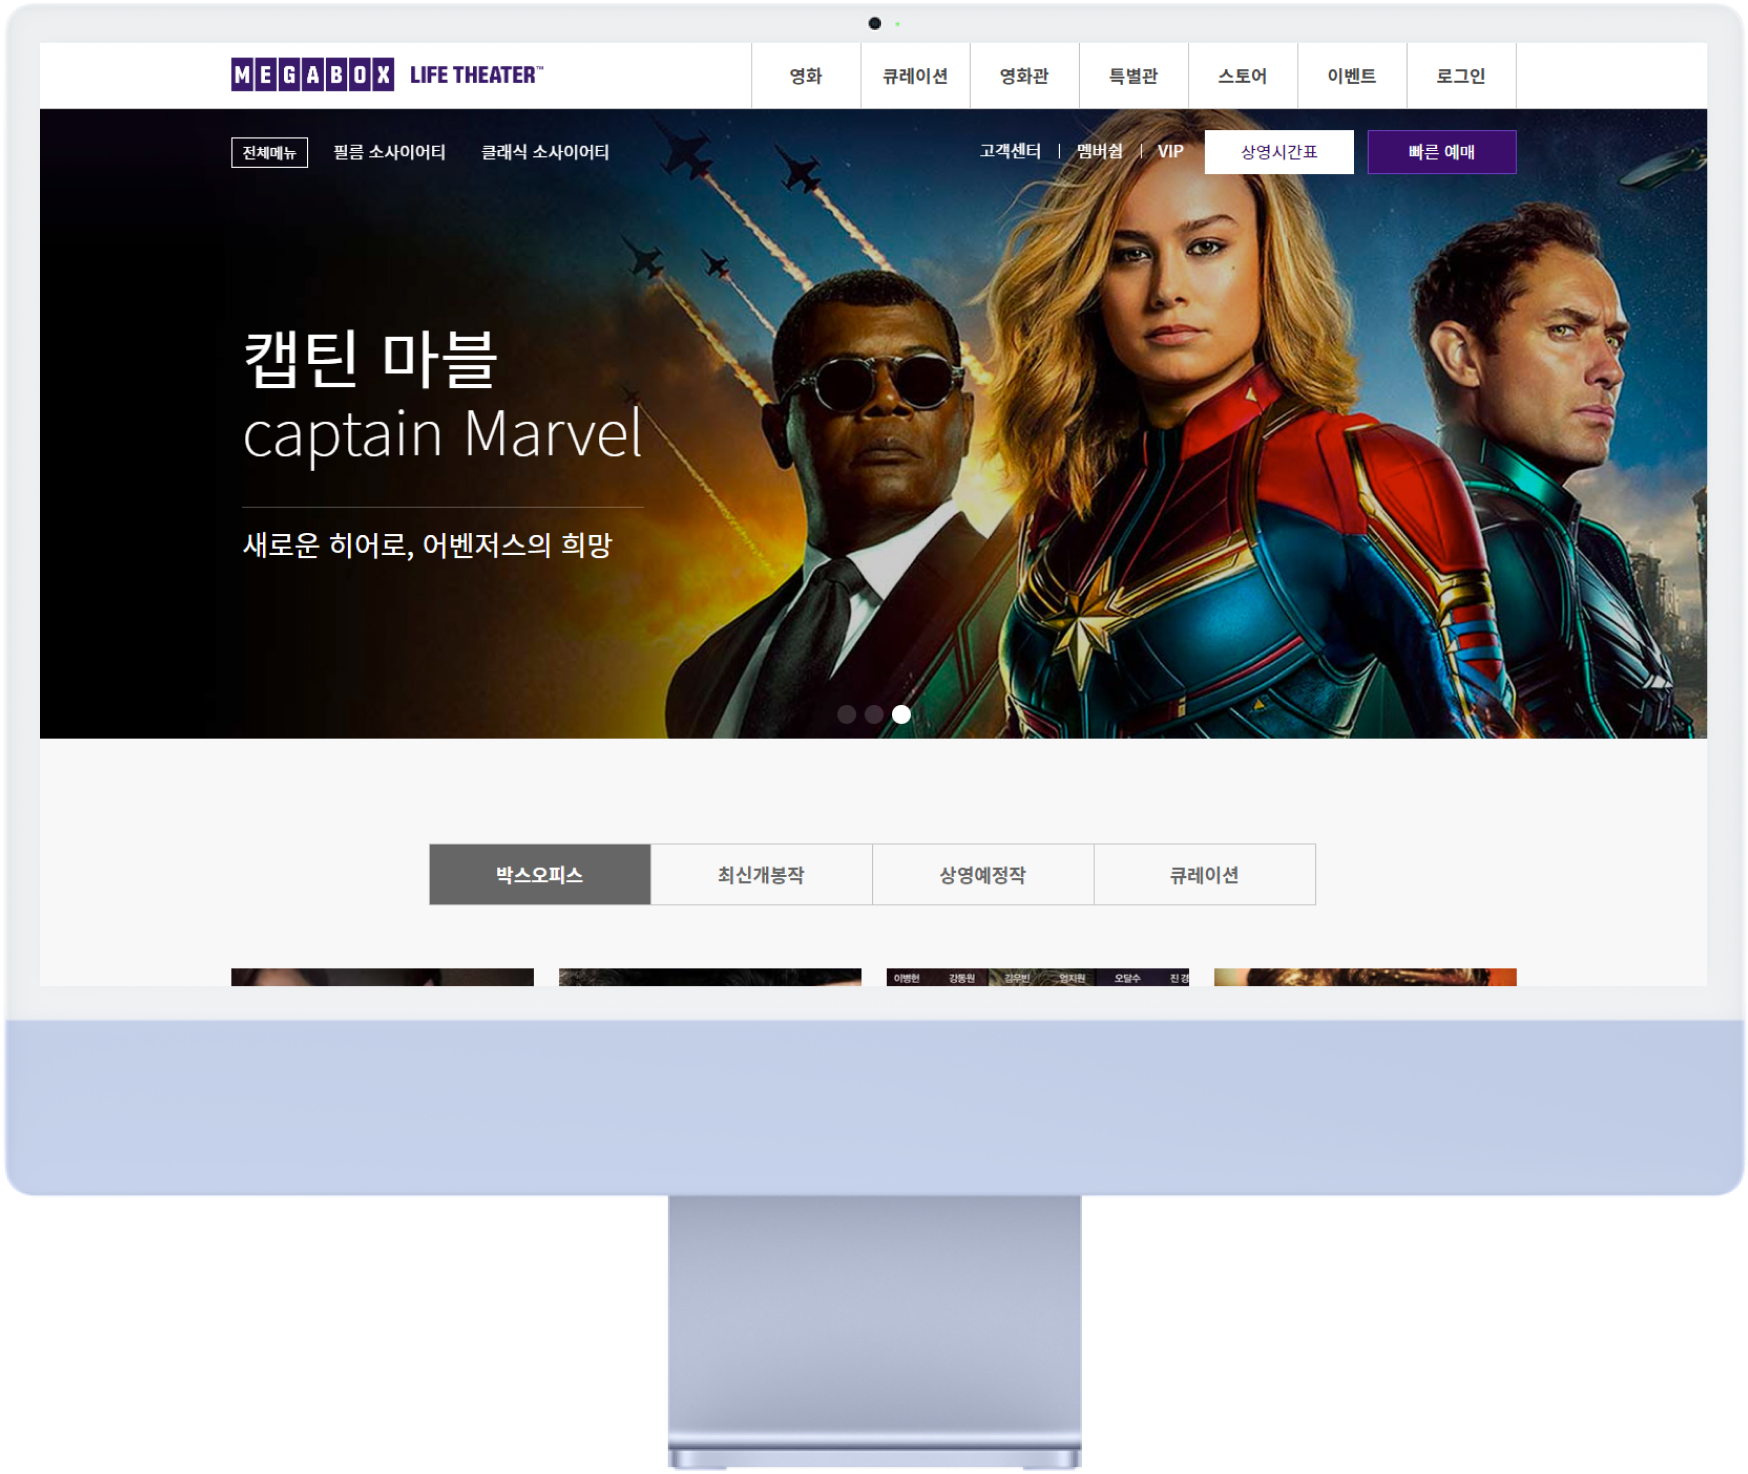 MEGABOX LIFE THEATER™
영화 큐레이션 영화관 특별관 스토어 이벤트 로그인
전체메뉴 필름 소사이어티 클래식 소사이어티 고객센터 멤버쉽 VIP 상영시간표 빠른 예매
캡틴 마블
captain Marvel
새로운 히어로, 어벤저스의 희망
박스오피스 최신개봉작 상영예정작 큐레이션
이병헌 강동원 김우빈 엄지원 오달수 진 경